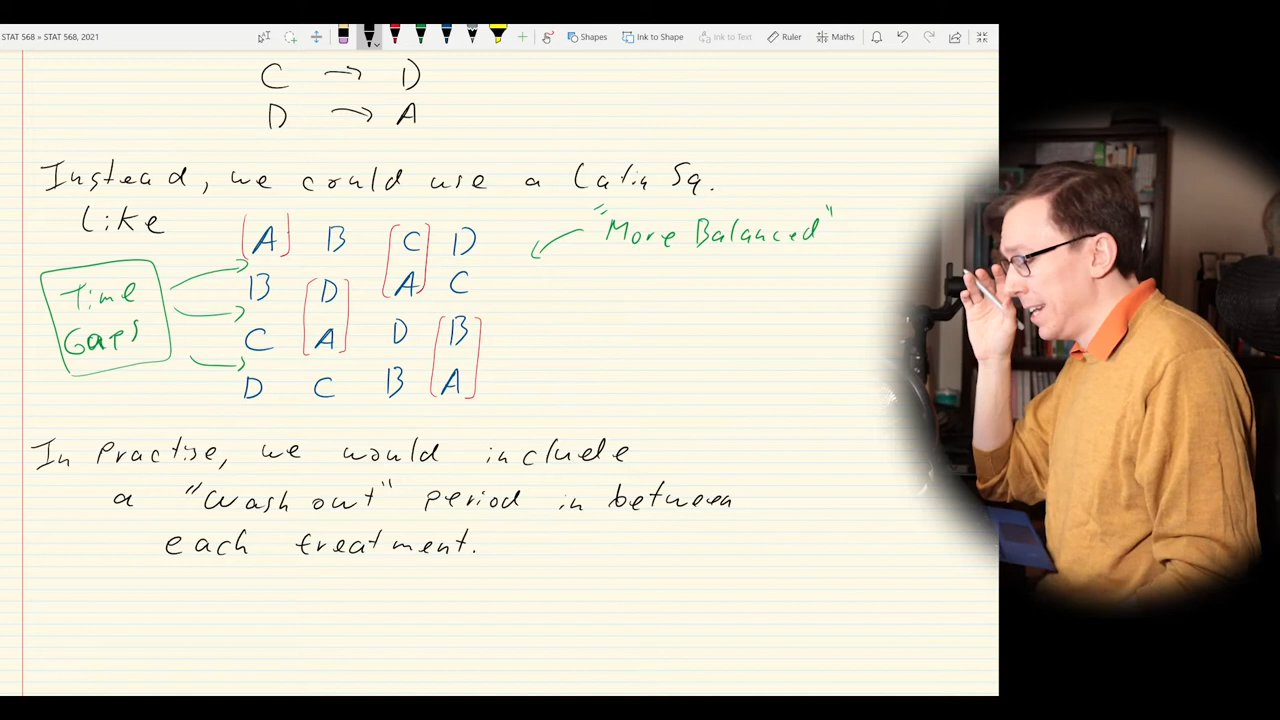 STAT 568 » STAT 568, 2021
Shapes
Ink to Shape
Ink to Text
Ruler
Maths
C → D
D → A
Instead, we could use a Latin Sq.
like
"More Balanced"
[A] B [C D
B [D A] C
C A] D [B
D C B A]
Time
Gaps
In Practise, we would include
a "wash out" period in between
each treatment.